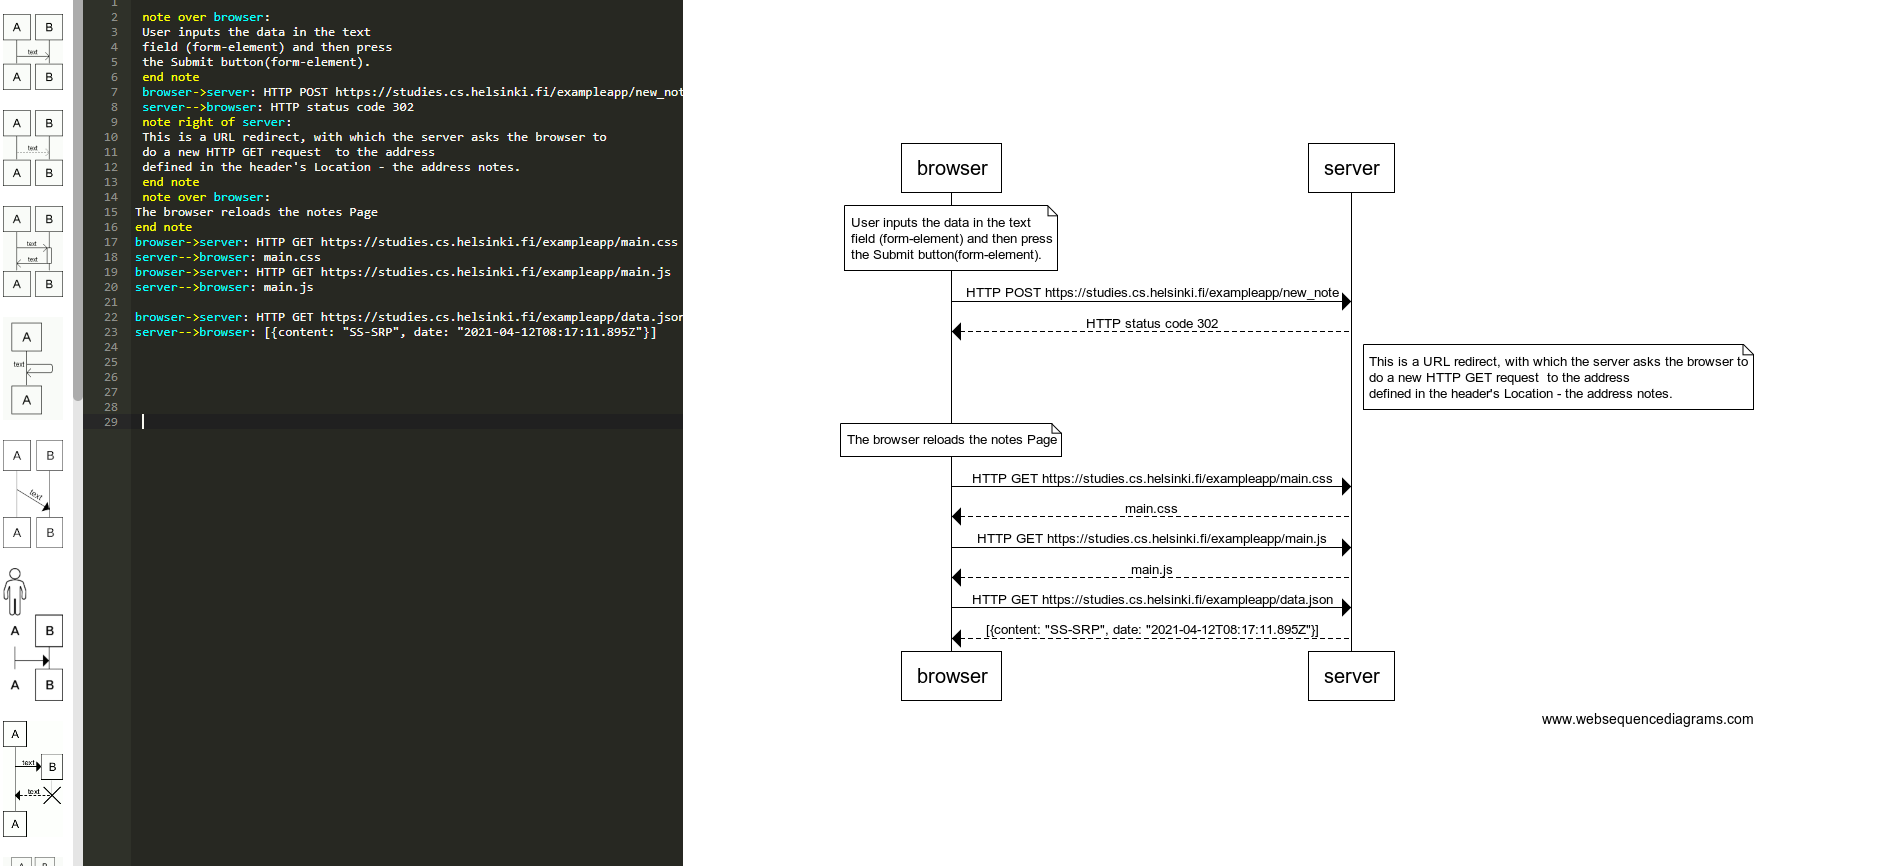 A B
text
A B
A B
text
A B
A B
text
text
A B
A
text
A
A B
text
A B
A B
A B
A
text B
text
A
A B
1
2 note over browser:
3 User inputs the data in the text
4 field (form-element) and then press
5 the Submit button(form-element).
6 end note
7 browser->server: HTTP POST https://studies.cs.helsinki.fi/exampleapp/new_not
8 server-->browser: HTTP status code 302
9 note right of server:
10 This is a URL redirect, with which the server asks the browser to
11 do a new HTTP GET request  to the address
12 defined in the header's Location - the address notes.
13 end note
14 note over browser:
15 The browser reloads the notes Page
16 end note
17 browser->server: HTTP GET https://studies.cs.helsinki.fi/exampleapp/main.css
18 server-->browser: main.css
19 browser->server: HTTP GET https://studies.cs.helsinki.fi/exampleapp/main.js
20 server-->browser: main.js
21
22 browser->server: HTTP GET https://studies.cs.helsinki.fi/exampleapp/data.json
23 server-->browser: [{content: "SS-SRP", date: "2021-04-12T08:17:11.895Z"}]
24
25
26
27
28
29
browser server
User inputs the data in the text
field (form-element) and then press
the Submit button(form-element).
HTTP POST https://studies.cs.helsinki.fi/exampleapp/new_note
HTTP status code 302
This is a URL redirect, with which the server asks the browser to
do a new HTTP GET request  to the address
defined in the header's Location - the address notes.
The browser reloads the notes Page
HTTP GET https://studies.cs.helsinki.fi/exampleapp/main.css
main.css
HTTP GET https://studies.cs.helsinki.fi/exampleapp/main.js
main.js
HTTP GET https://studies.cs.helsinki.fi/exampleapp/data.json
[{content: "SS-SRP", date: "2021-04-12T08:17:11.895Z"}]
browser server
www.websequencediagrams.com